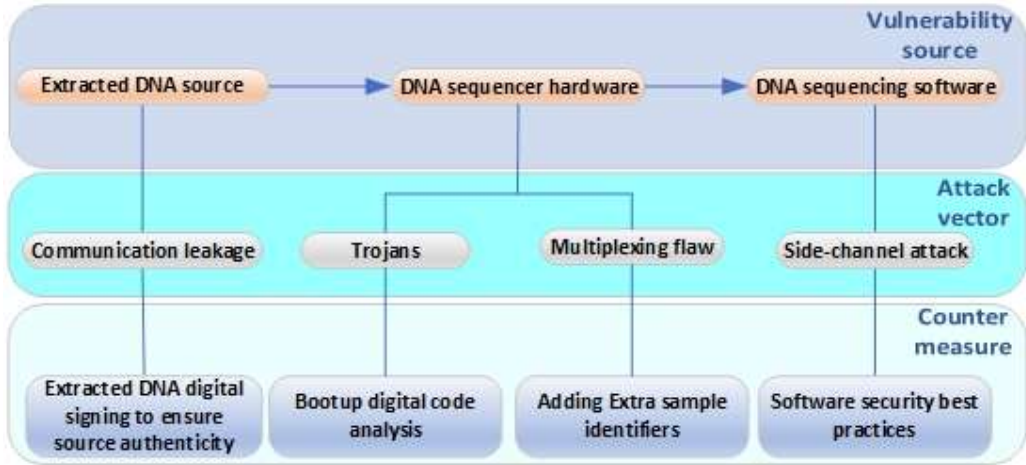 Vulnerability
source
Extracted DNA source
DNA sequencer hardware
DNA sequencing software
Attack
vector
Communication leakage
Trojans
Multiplexing flaw
Side-channel attack
Counter
measure
Extracted DNA digital
signing to ensure
source authenticity
Bootup digital code
analysis
Adding Extra sample
identifiers
Software security best
practices